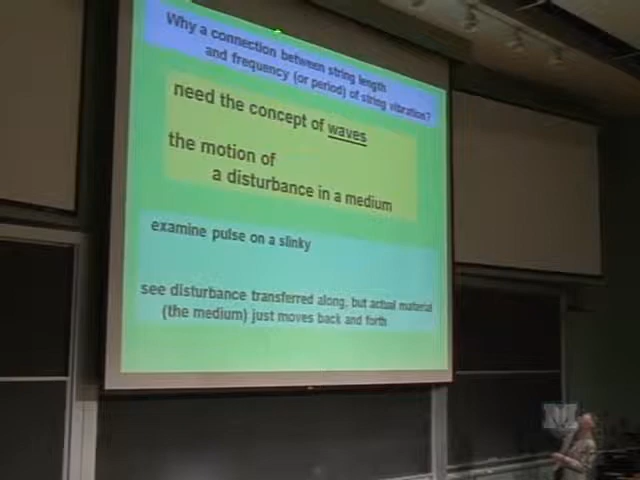 Why a connection between string length
and frequency (or period) of string vibration?
need the concept of waves
the motion of
a disturbance in a medium
examine pulse on a slinky
see disturbance transferred along, but actual material
(the medium) just moves back and forth
M